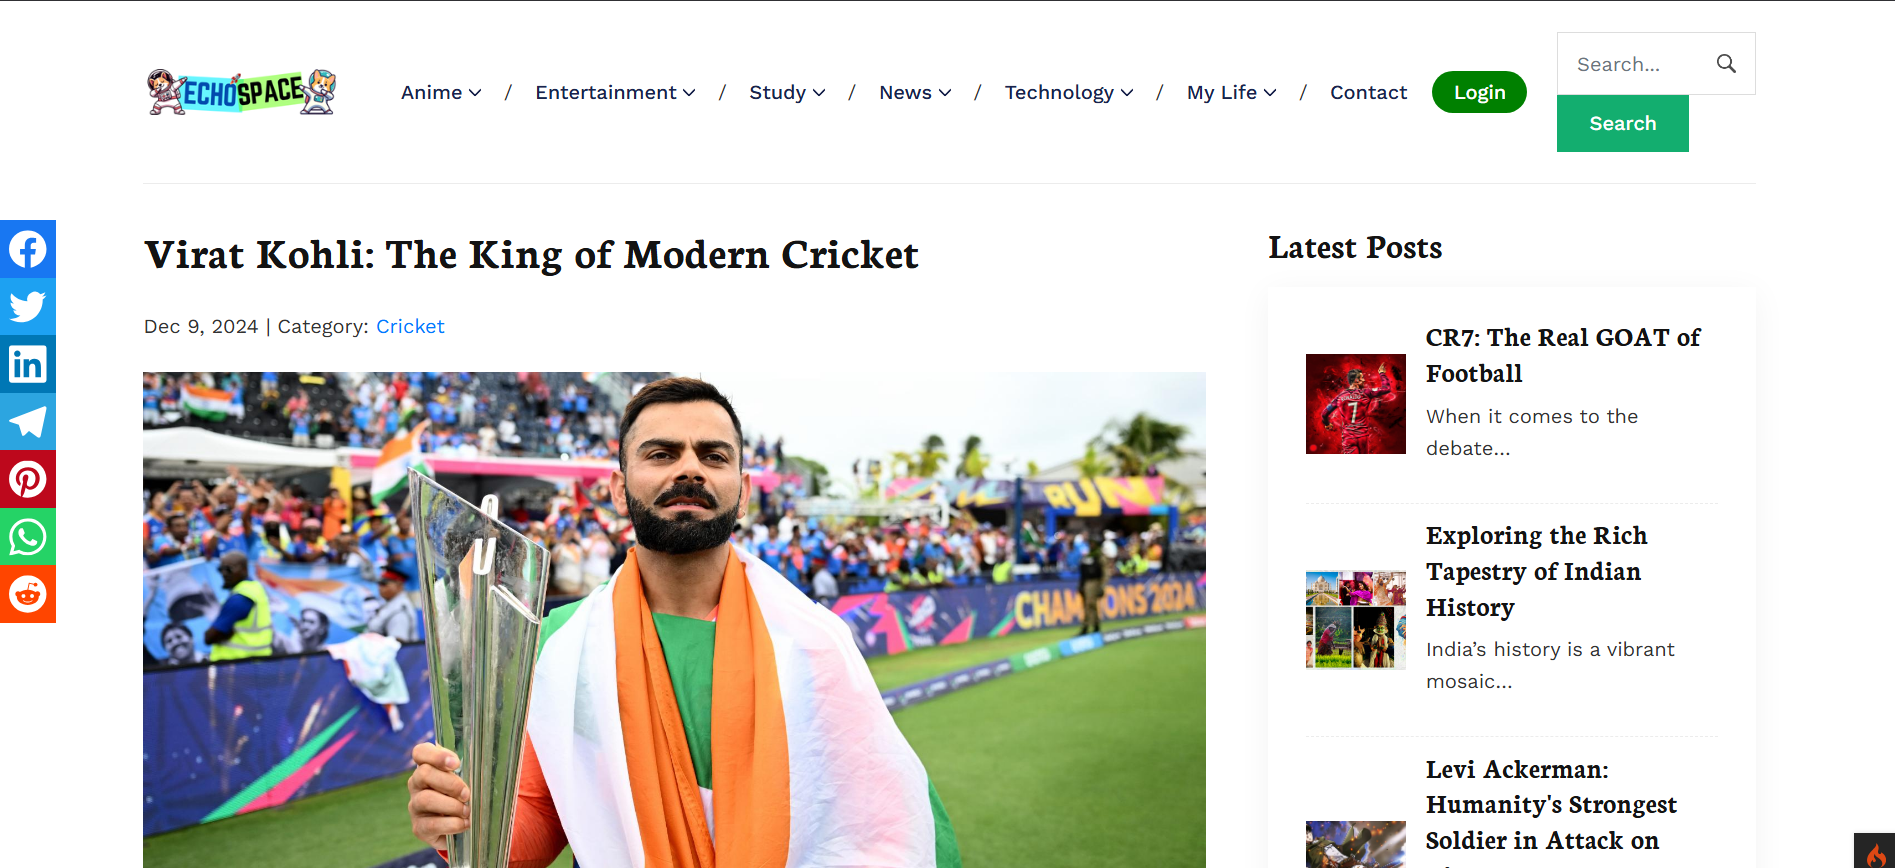 ECHOSPACE
Anime / Entertainment / Study / News / Technology / My Life / Contact
Login
Search...
Search
Virat Kohli: The King of Modern Cricket
Dec 9, 2024 | Category: Cricket
RUN
2024
Latest Posts
CR7: The Real GOAT of
Football
7
When it comes to the
debate...
Exploring the Rich
Tapestry of Indian
History
India’s history is a vibrant
mosaic...
Levi Ackerman:
Humanity's Strongest
Soldier in Attack on